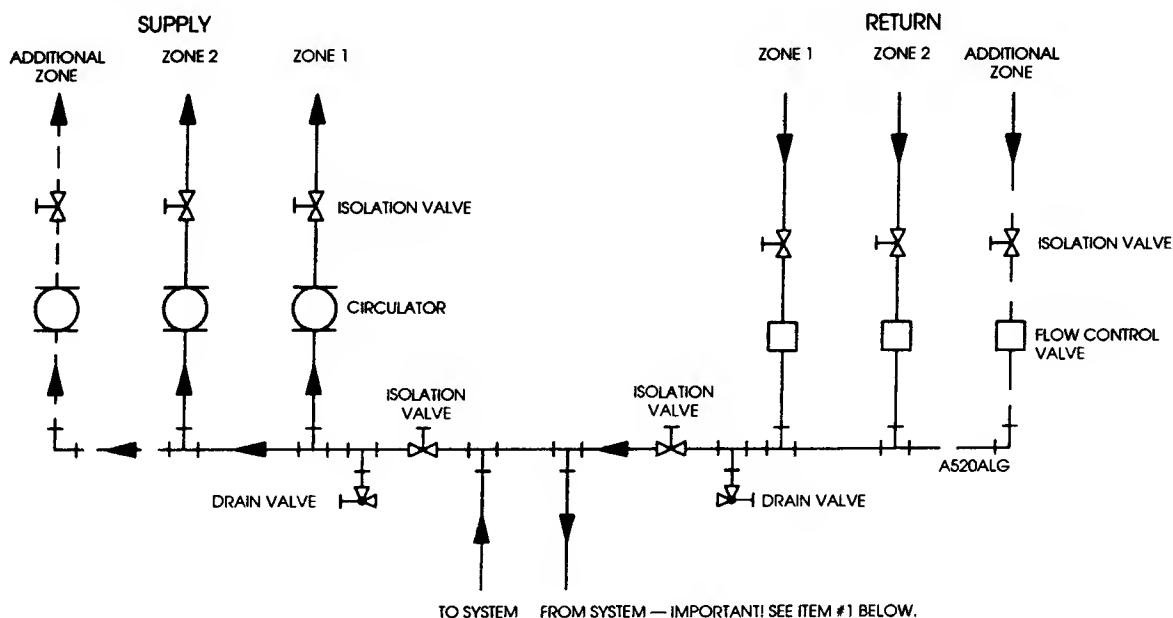 SUPPLY
RETURN
ADDITIONAL
ZONE
ZONE 2
ZONE 1
ZONE 1
ZONE 2
ADDITIONAL
ZONE
ISOLATION VALVE
ISOLATION VALVE
CIRCULATOR
FLOW CONTROL
VALVE
ISOLATION
VALVE
ISOLATION
VALVE
A520ALG
DRAIN VALVE
DRAIN VALVE
TO SYSTEM
FROM SYSTEM — IMPORTANT! SEE ITEM #1 BELOW.